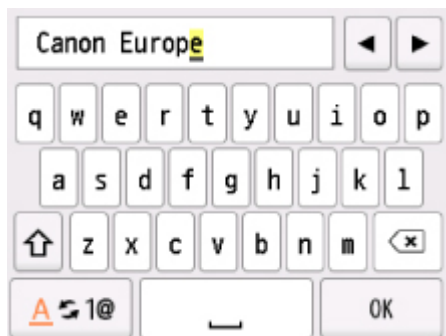 Canon Europe
q w e r t y u i o p
a s d f g h j k l
z x c v b n m
A 1@ OK